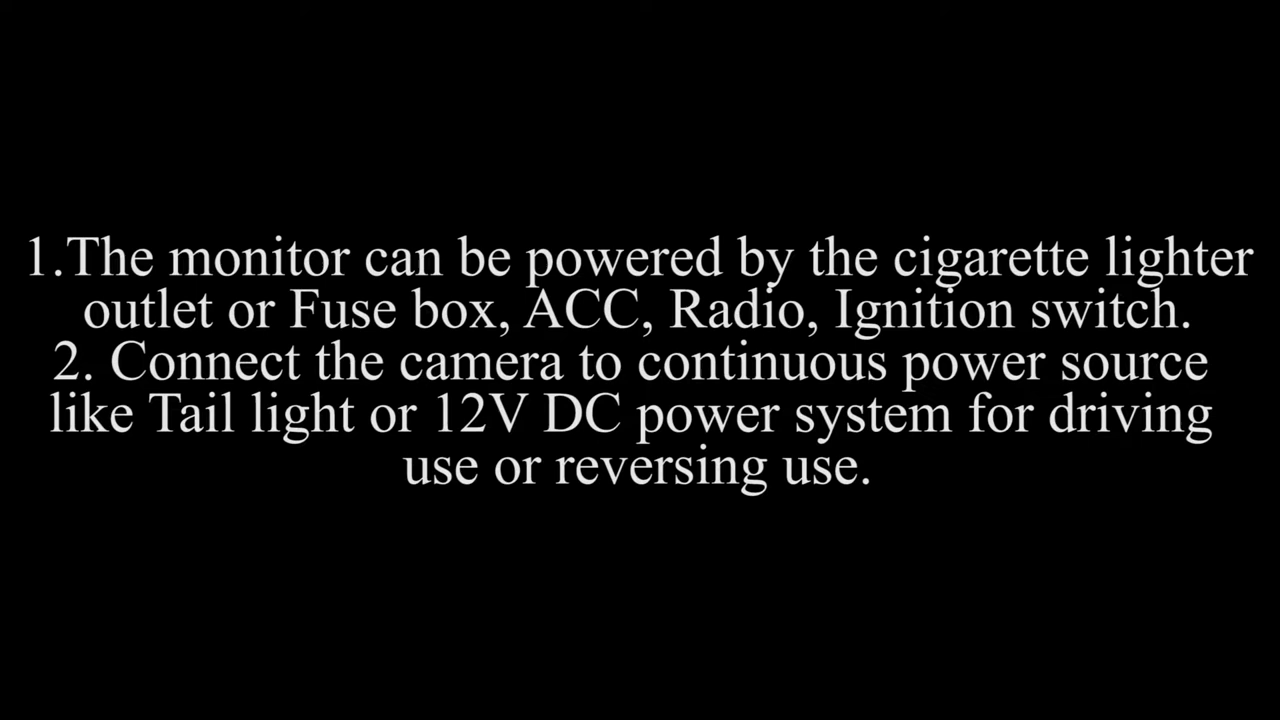 1.The monitor can be powered by the cigarette lighter
outlet or Fuse box, ACC, Radio, Ignition switch.
2. Connect the camera to continuous power source
like Tail light or 12V DC power system for driving
use or reversing use.